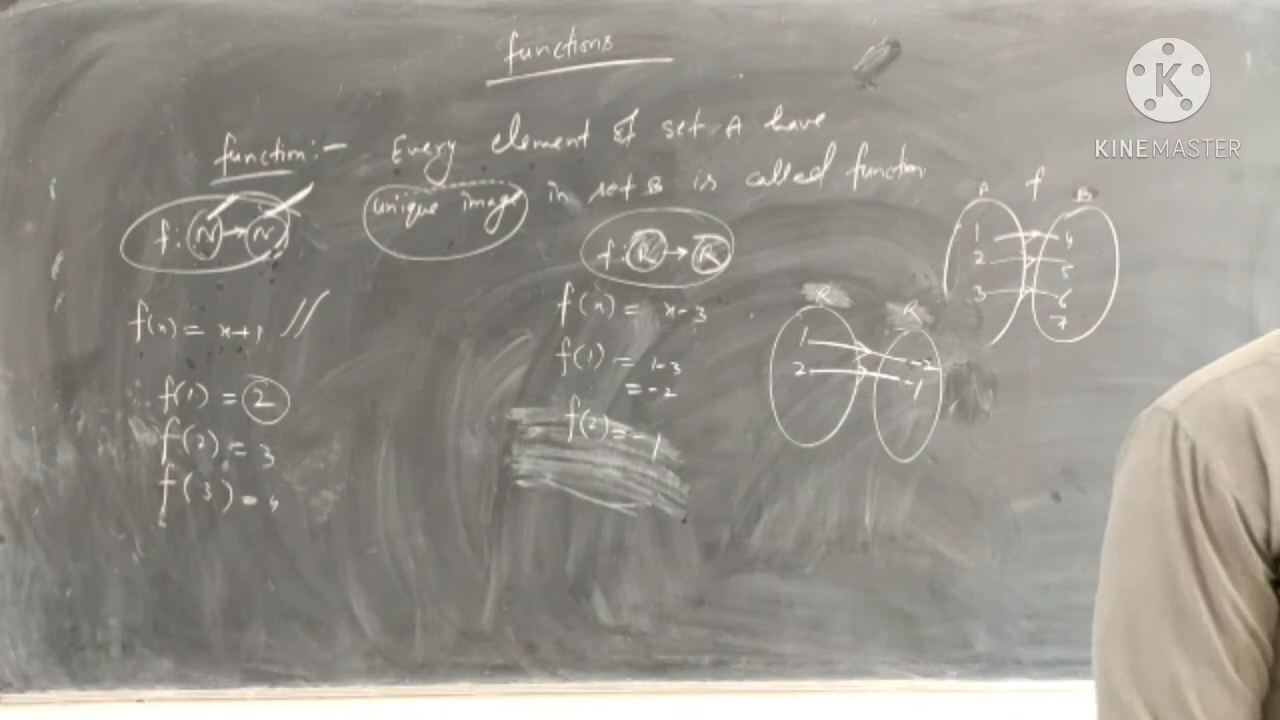 functions
function:- Every element of set A have
unique image in set B is called function
f: N → N
f(n) = x+1 //
f(1) = 2
f(2) = 3
f(3) = 4
f: R → R
f(x) = x-3
f(1) = 1-3
= -2
f(2) = -1
R R
1 -2
2 -1
A f B
1 4
2 5
3 6
7
K
KINEMASTER